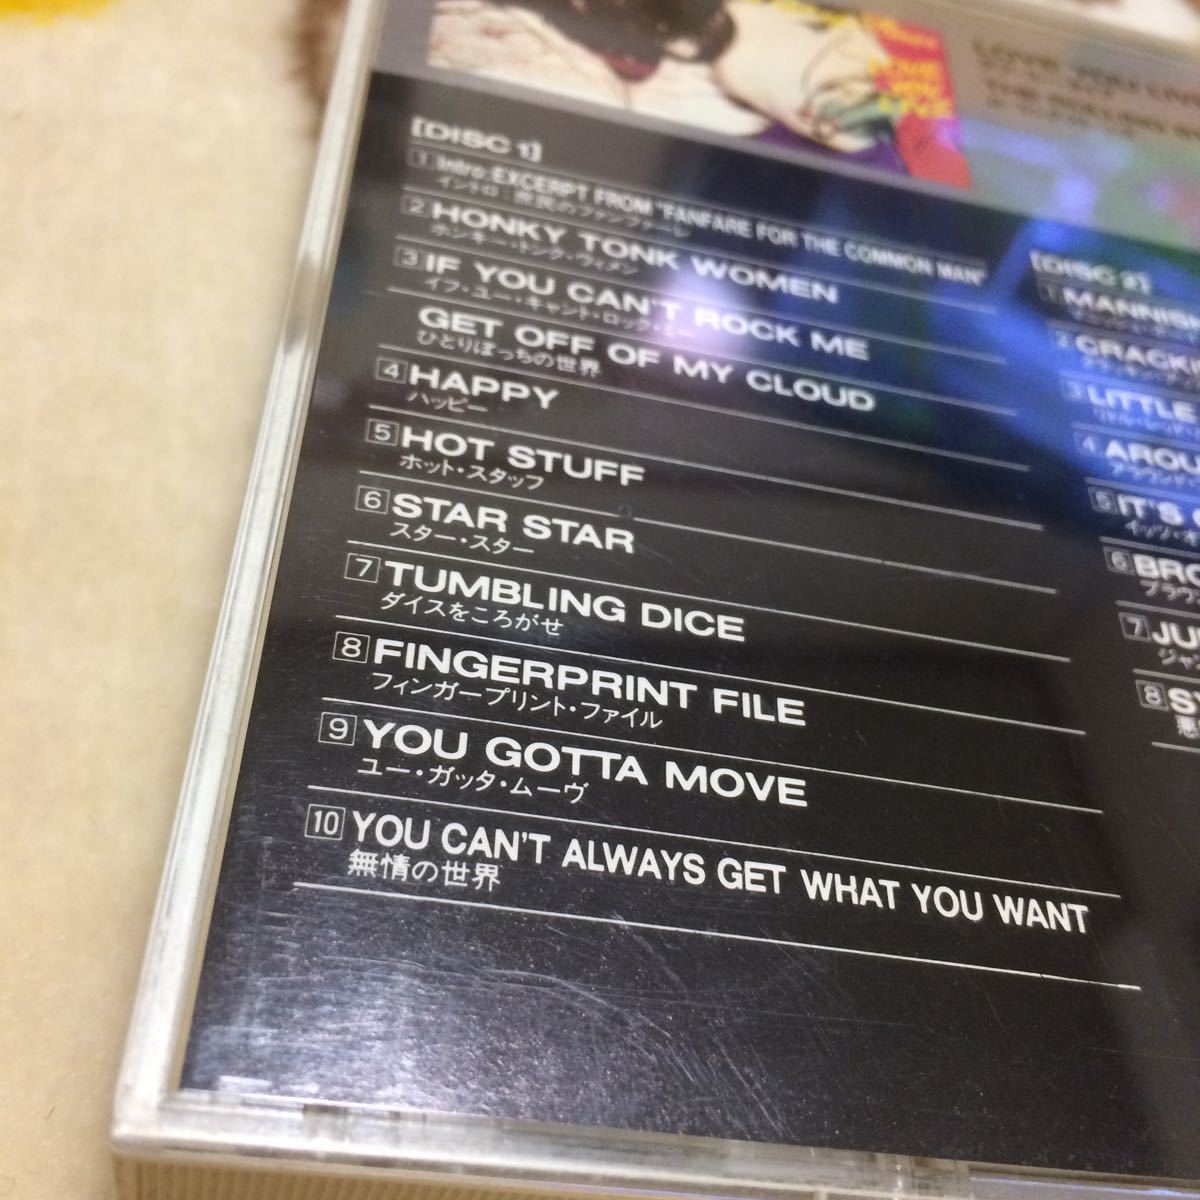 LOVE YOU LIVE
[DISC 1]
1 Intro: EXCERPT FROM "FANFARE FOR THE COMMON MAN"
イントロ:庶民のファンファーレ
2 HONKY TONK WOMEN
ホンキー・トンク・ウィメン
3 IF YOU CAN'T ROCK ME
イフ・ユー・キャント・ロック・ミー
GET OFF OF MY CLOUD
ひとりぼっちの世界
4 HAPPY
ハッピー
5 HOT STUFF
ホット・スタッフ
6 STAR STAR
スター・スター
7 TUMBLING DICE
ダイスをころがせ
8 FINGERPRINT FILE
フィンガープリント・ファイル
9 YOU GOTTA MOVE
ユー・ガッタ・ムーヴ
10 YOU CAN'T ALWAYS GET WHAT YOU WANT
無情の世界
[DISC 2]
1 MANNISH
2 CRACKI
3 LITTLE
4 AROU
5 IT'S
6 BRO
ブラウ
7 JU
ジャ
8 S
悪